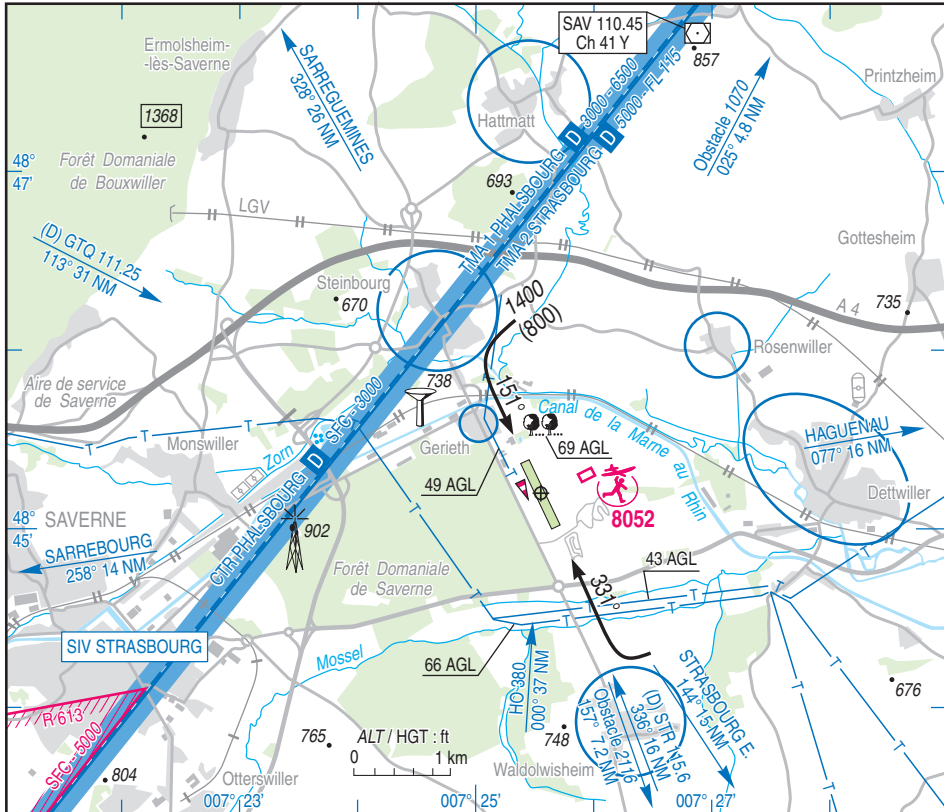 SAV 110.45
Ch 41 Y
857
Ermolsheim-
-lès-Saverne
SARREGUEMINES
328° 26 NM
Printzheim
1368
Hattmatt
D 3000 - 6500
D 5000 - FL 115
Obstacle 1070
025° 4.8 NM
Forêt Domaniale
de Bouxwiller
48°
47'
693
TMA 1 PHALSBOURG
TMA 2 STRASBOURG
LGV
(D) GTQ 111.25
113° 31 NM
Gottesheim
Steinbourg
670
1400
(800)
A 4
735
Rosenwiller
Aire de service
de Saverne
738
151°
Canal de la Marne au Rhin
SFC - 3000
Monswiller
Zorn
Gerieth
69 AGL
HAGUENAU
077° 16 NM
D
CTR PHALSBOURG
49 AGL
Dettwiller
8052
48°
45'
SAVERNE
902
SARREBOURG
258° 14 NM
Forêt Domaniale
de Saverne
43 AGL
331°
SIV STRASBOURG
Mossel
66 AGL
HO 380
000° 37 NM
STRASBOURG E.
144° 15 NM
(D) STR 115.6
336° 16 NM
Obstacle 2116
157° 7.2 NM
676
R 613
SFC - 5000
765
ALT / HGT : ft
0 1 km
748
804
Otterswiller
Waldolwisheim
007° 23'
007° 25'
007° 27'
T T T T T T T T T T T T T